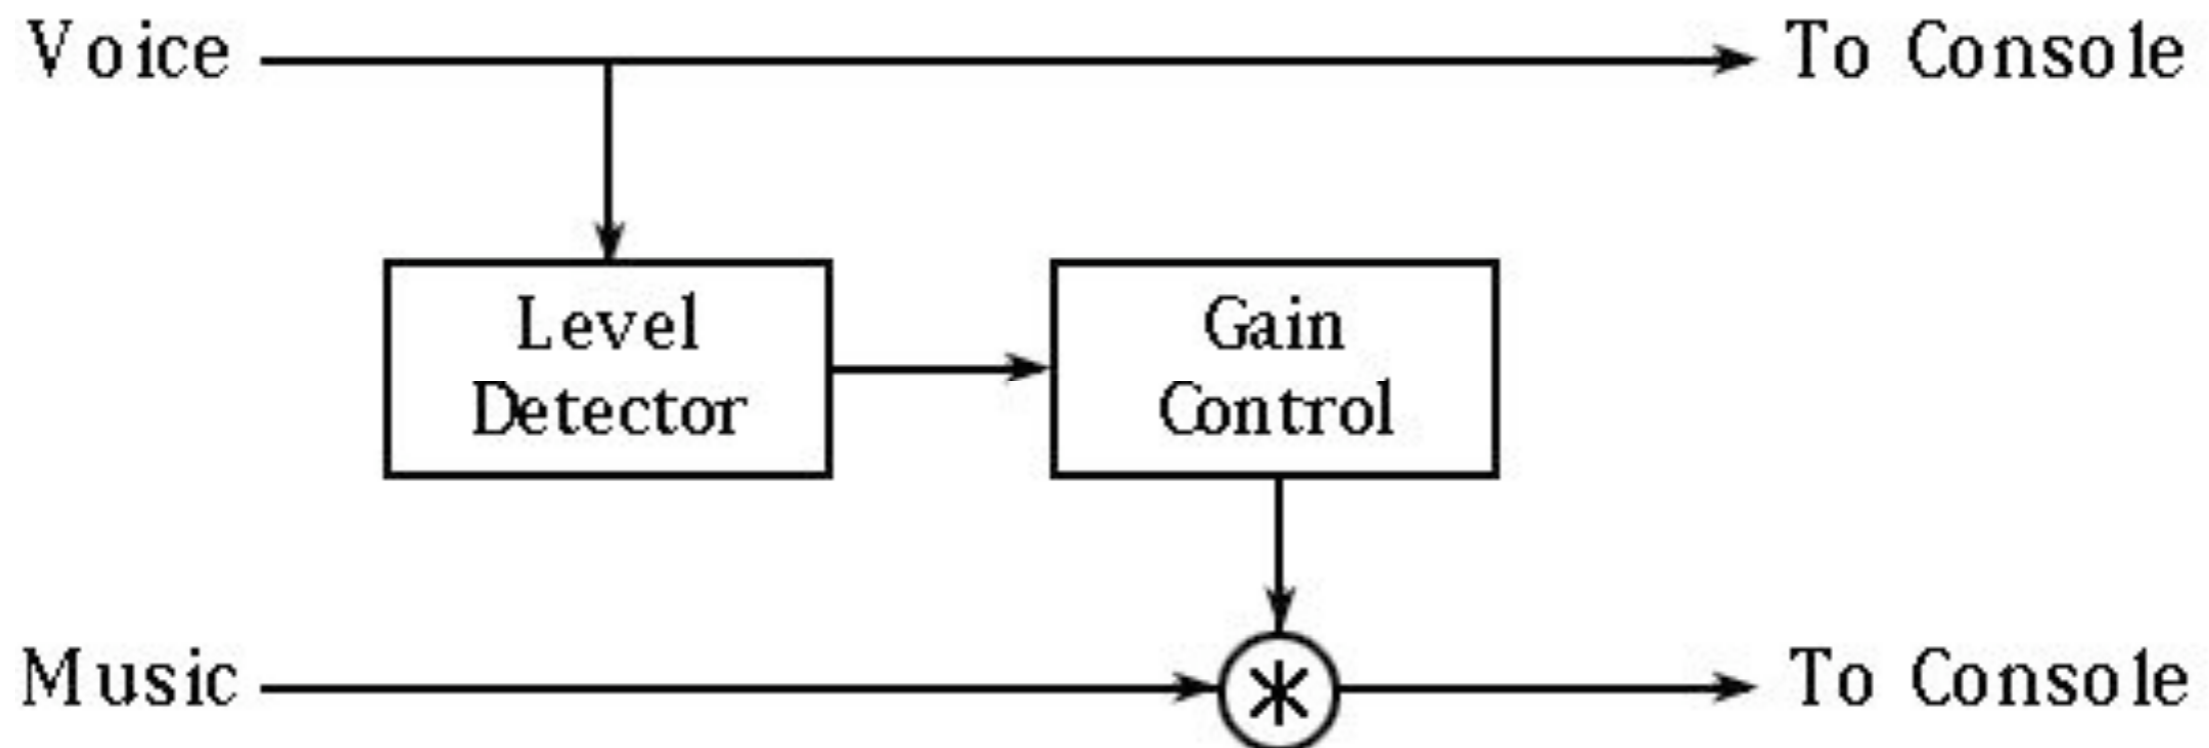 Voice
To Console
Level
Detector
Gain
Control
Music
*
To Console